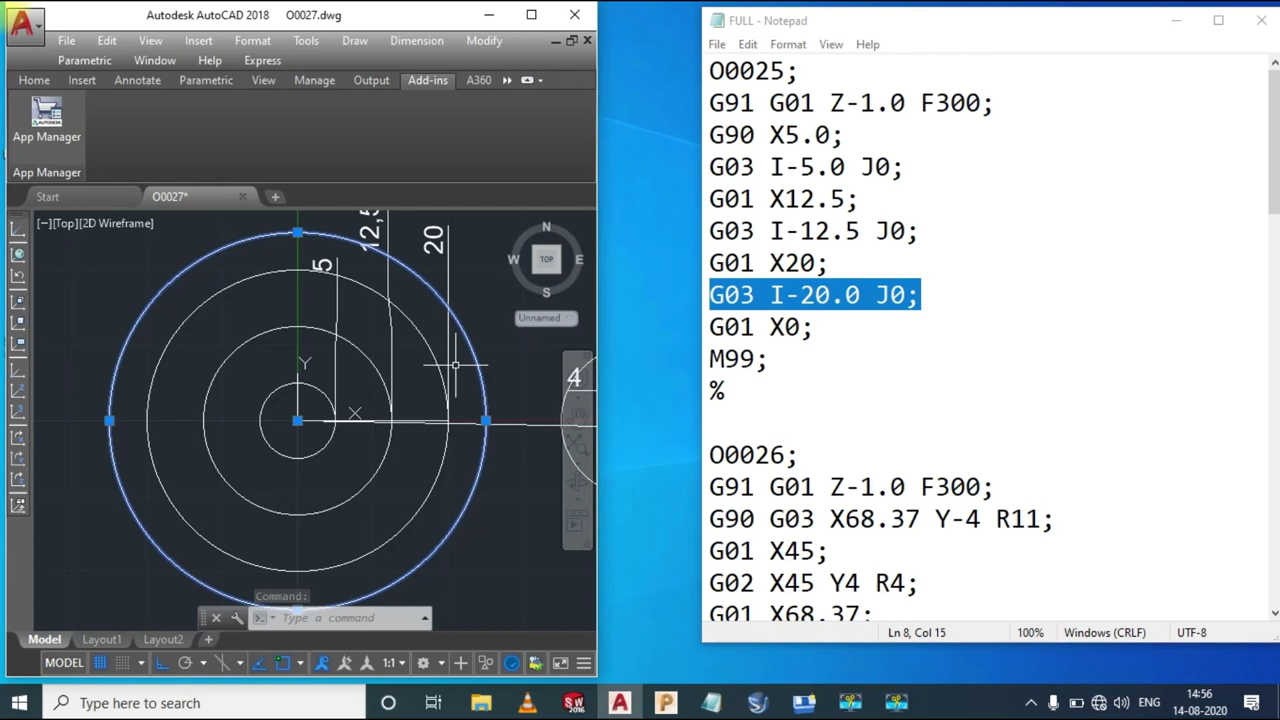 Autodesk AutoCAD 2018 O0027.dwg
File Edit View Insert Format Tools Draw Dimension Modify
Parametric Window Help Express
Home Insert Annotate Parametric View Manage Output Add-ins A360
App Manager
App Manager
Start O0027*
[−][Top][2D Wireframe]
12,5
20
5
N
W TOP E
S
Unnamed
Y
X
4
Command:
Type a command
Model Layout1 Layout2
MODEL 1:1
FULL - Notepad
File Edit Format View Help
O0025;
G91 G01 Z-1.0 F300;
G90 X5.0;
G03 I-5.0 J0;
G01 X12.5;
G03 I-12.5 J0;
G01 X20;
G03 I-20.0 J0;
G01 X0;
M99;
%
O0026;
G91 G01 Z-1.0 F300;
G90 G03 X68.37 Y-4 R11;
G01 X45;
G02 X45 Y4 R4;
G01 X68.37;
Ln 8, Col 15 100% Windows (CRLF) UTF-8
Type here to search
ENG
14:56
14-08-2020